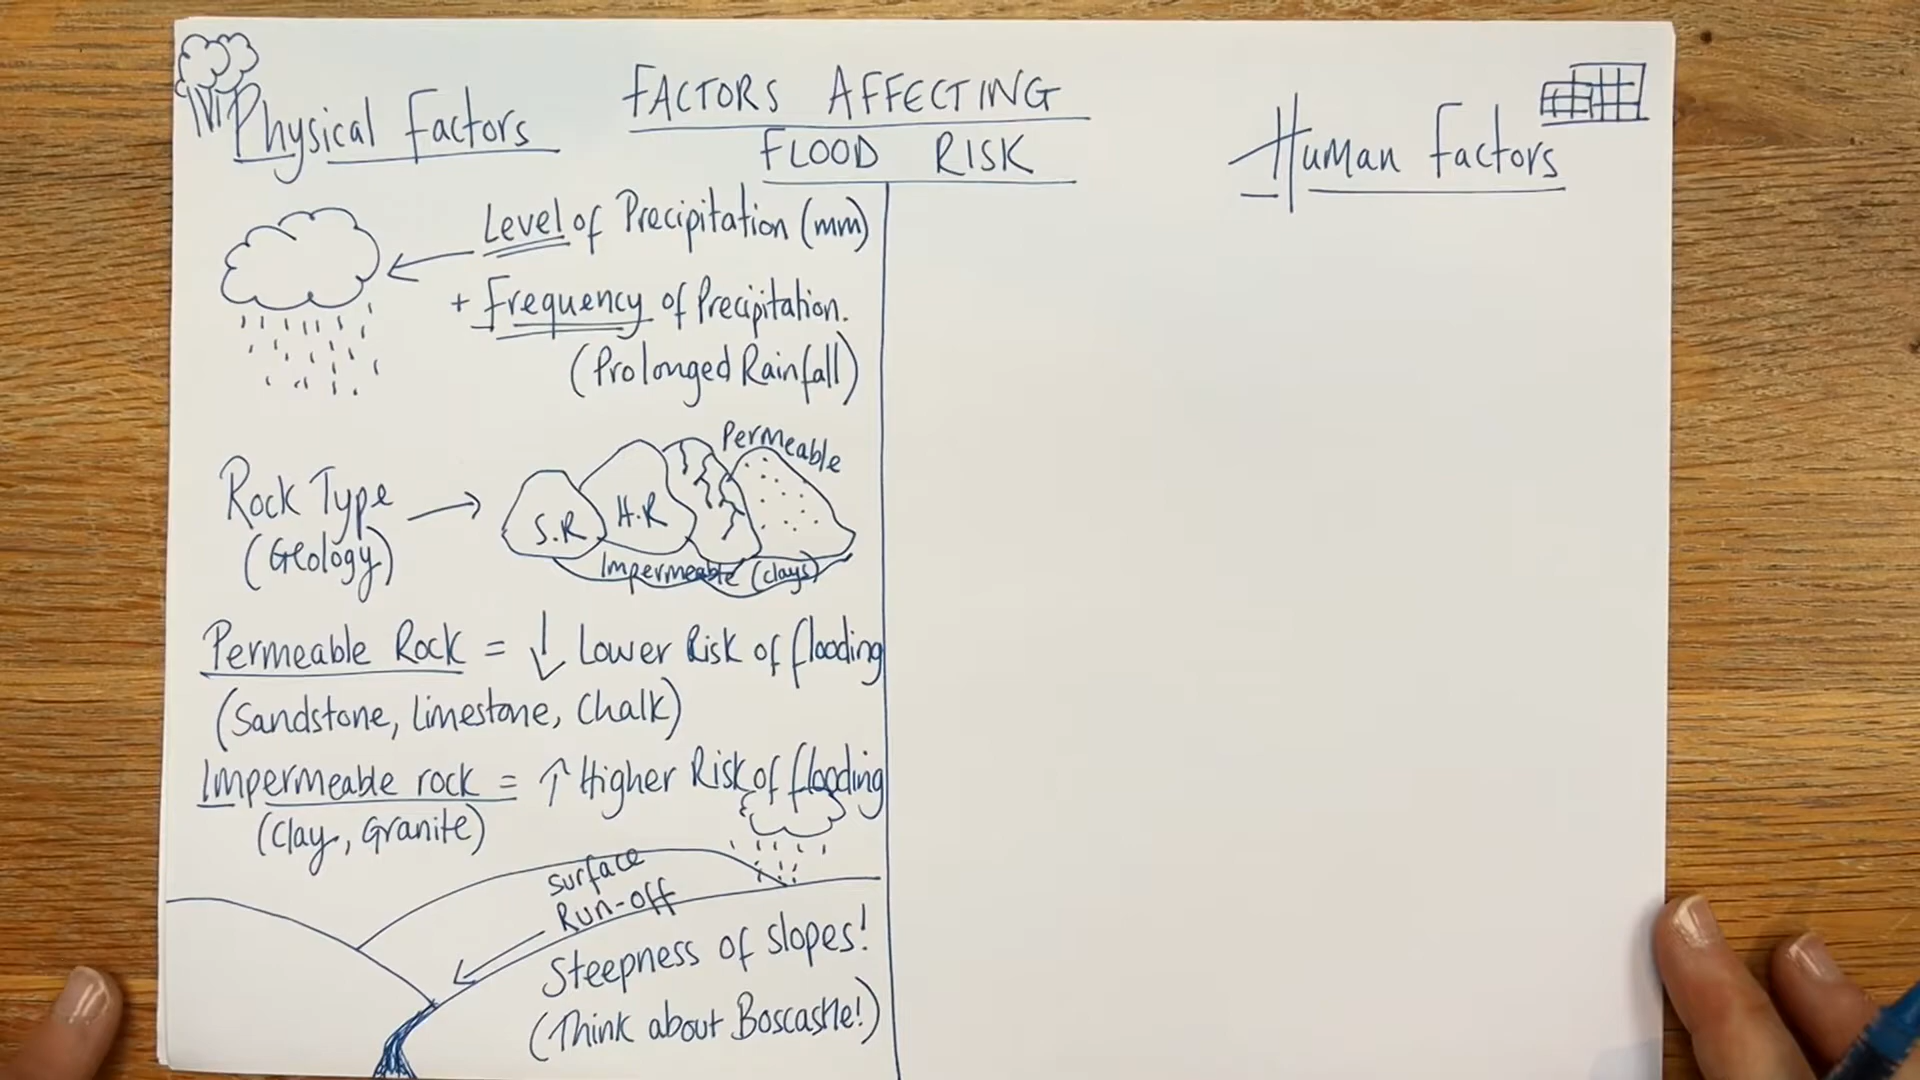 FACTORS AFFECTING
FLOOD RISK
Physical Factors
Level of Precipitation (mm)
+ Frequency of Precipitation.
(Prolonged Rainfall)
Rock Type
(Geology)
S.R
H.R
Permeable
Impermeable (clays)
Permeable Rock = ↓ Lower Risk of flooding
(Sandstone, Limestone, Chalk)
Impermeable rock = ↑ Higher Risk of flooding
(Clay, Granite)
Surface
Run-off
Steepness of slopes!
(Think about Boscastle!)
Human Factors